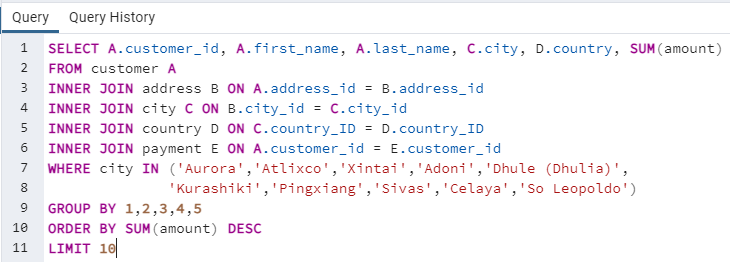 Query Query History
1 SELECT A.customer_id, A.first_name, A.last_name, C.city, D.country, SUM(amount)
2 FROM customer A
3 INNER JOIN address B ON A.address_id = B.address_id
4 INNER JOIN city C ON B.city_id = C.city_id
5 INNER JOIN country D ON C.country_ID = D.country_ID
6 INNER JOIN payment E ON A.customer_id = E.customer_id
7 WHERE city IN ('Aurora','Atlixco','Xintai','Adoni','Dhule (Dhulia)',
8 'Kurashiki','Pingxiang','Sivas','Celaya','So Leopoldo')
9 GROUP BY 1,2,3,4,5
10 ORDER BY SUM(amount) DESC
11 LIMIT 10